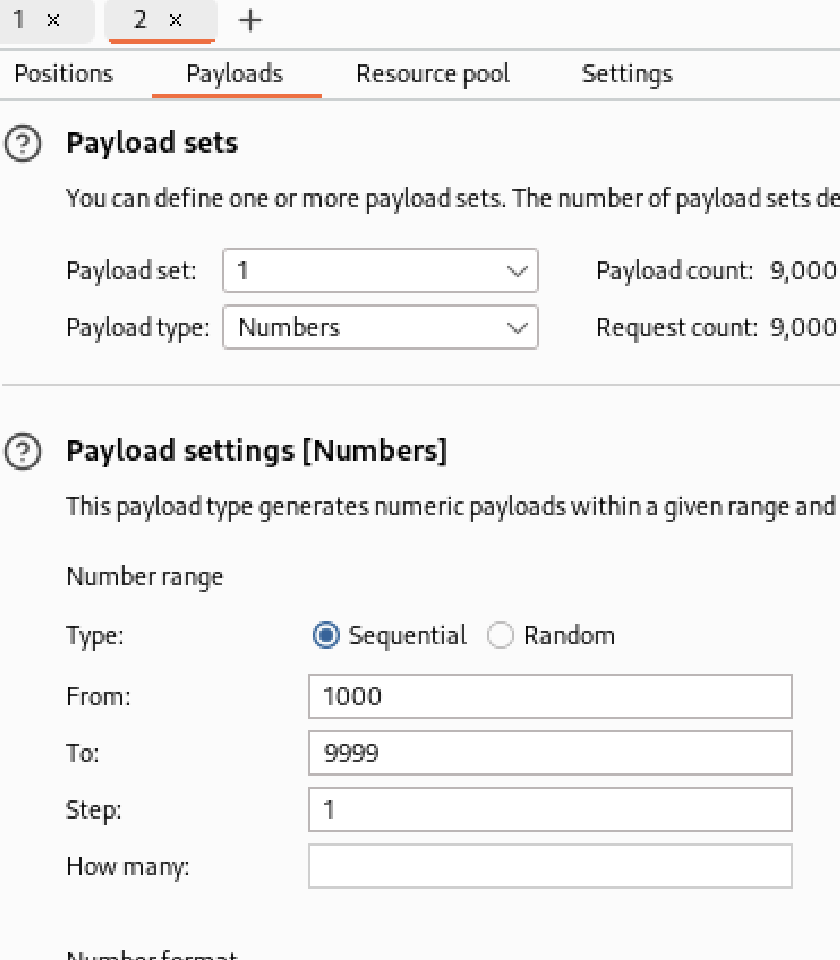 1 × 2 × +
Positions Payloads Resource pool Settings
? Payload sets
You can define one or more payload sets. The number of payload sets de
Payload set: 1 Payload count: 9,000
Payload type: Numbers Request count: 9,000
? Payload settings [Numbers]
This payload type generates numeric payloads within a given range and
Number range
Type: Sequential Random
From: 1000
To: 9999
Step: 1
How many:
Number format